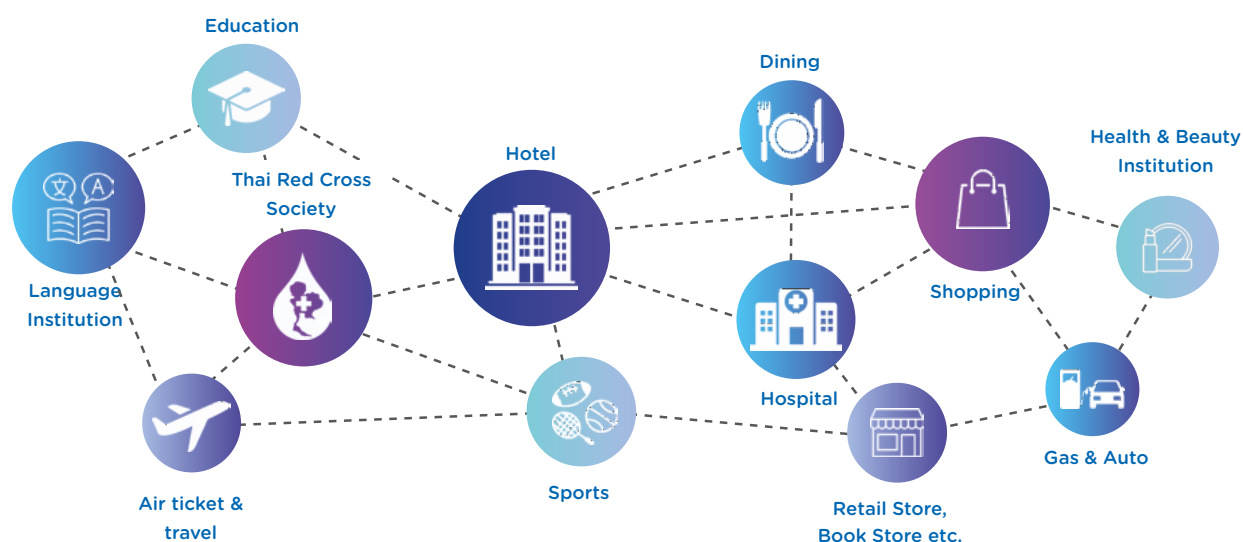 Education
Dining
Health & Beauty
Institution
Hotel
Thai Red Cross
Society
文 A
Language
Institution
Shopping
Hospital
Gas & Auto
Sports
Air ticket &
travel
Retail Store,
Book Store etc.